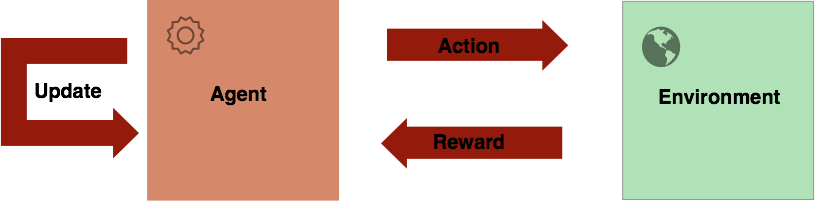 Update
Agent
Action
Reward
Environment